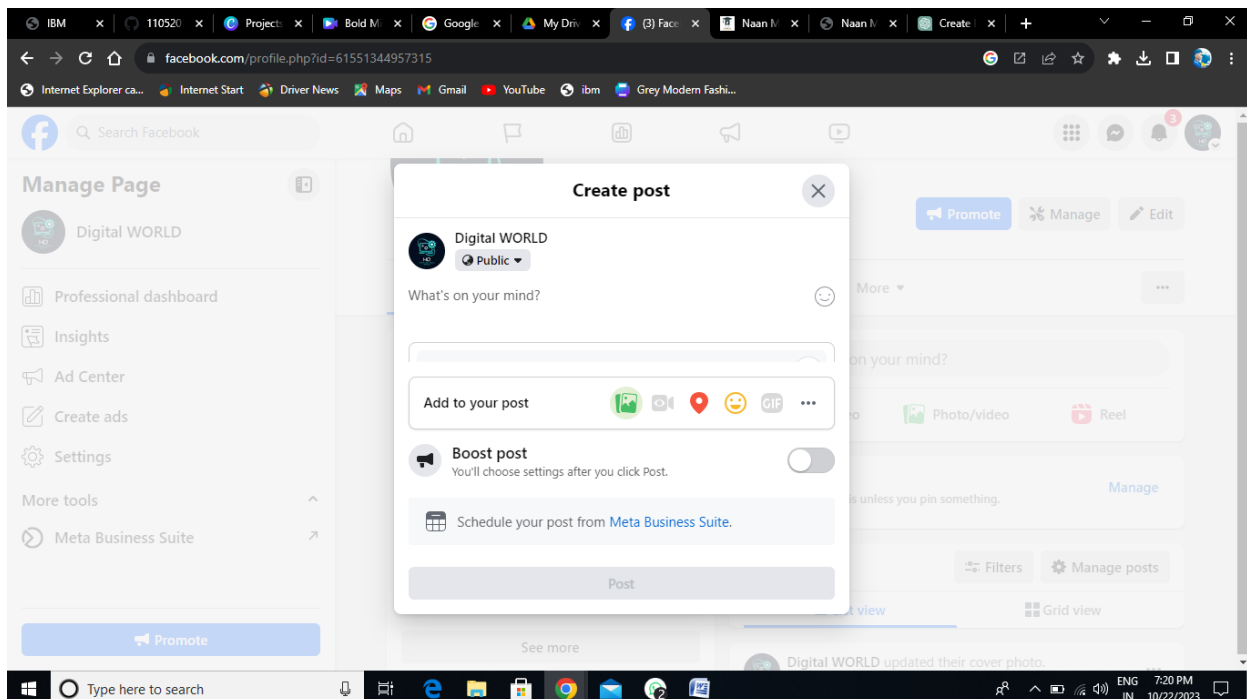 IBM 110520 Projects Bold Mi Google My Driv (3) Face Naan M Naan M Create
facebook.com/profile.php?id=61551344957315
Internet Explorer ca... Internet Start Driver News Maps Gmail YouTube ibm Grey Modern Fashi...
Search Facebook
3
Manage Page
Digital WORLD
Professional dashboard
Insights
Ad Center
Create ads
Settings
More tools
Meta Business Suite
Promote
Create post
Digital WORLD
Public
What's on your mind?
Add to your post
GIF
Boost post
You'll choose settings after you click Post.
Schedule your post from Meta Business Suite.
Post
See more
Promote Manage Edit
More
on your mind?
Photo/video Reel
unless you pin something.
Manage
Filters Manage posts
view Grid view
Digital WORLD updated their cover photo.
Type here to search
ENG 7:20 PM
IN 10/22/2023